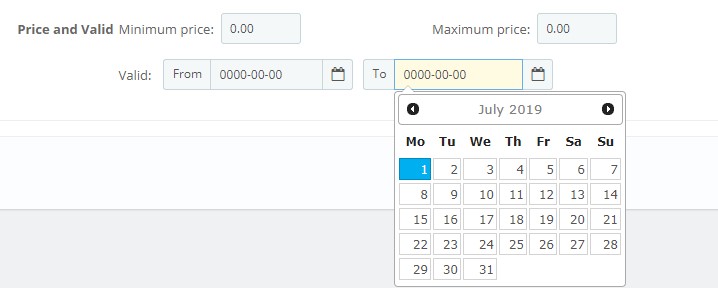 Price and Valid Minimum price: 0.00 Maximum price: 0.00
Valid: From 0000-00-00 To 0000-00-00
July 2019
Mo Tu We Th Fr Sa Su
1 2 3 4 5 6 7
8 9 10 11 12 13 14
15 16 17 18 19 20 21
22 23 24 25 26 27 28
29 30 31